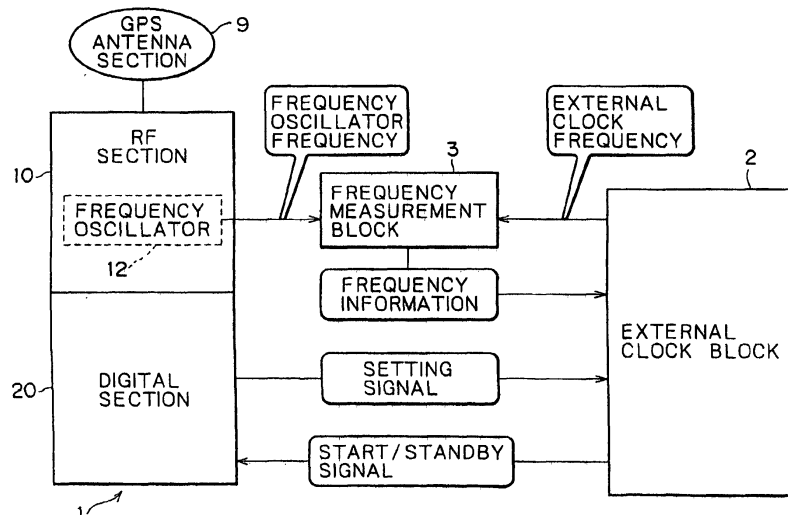 GPS
ANTENNA
SECTION
9
RF
SECTION
10
FREQUENCY
OSCILLATOR
12
FREQUENCY
OSCILLATOR
FREQUENCY
3
FREQUENCY
MEASUREMENT
BLOCK
EXTERNAL
CLOCK
FREQUENCY
2
FREQUENCY
INFORMATION
EXTERNAL
CLOCK BLOCK
20
DIGITAL
SECTION
SETTING
SIGNAL
START/STANDBY
SIGNAL
1